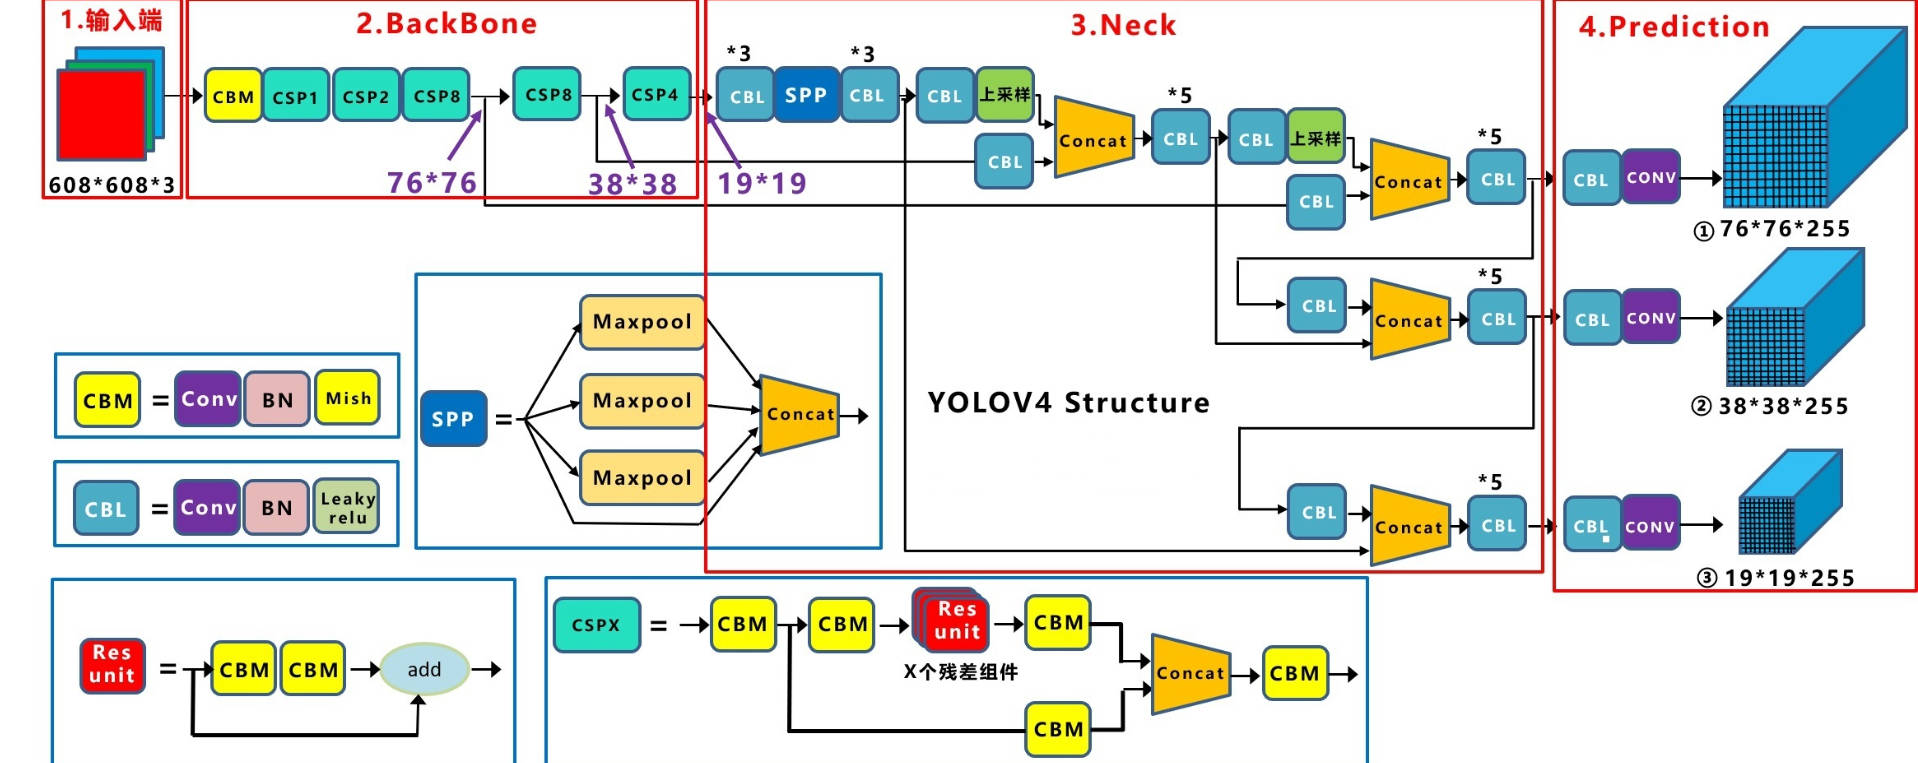 1.输入端
2.BackBone
3.Neck
4.Prediction
608*608*3
CBM CSP1 CSP2 CSP8 CSP8 CSP4
76*76
38*38
19*19
*3
*3
CBL SPP CBL CBL 上采样
CBL
Concat
*5
CBL CBL 上采样
CBL
Concat
*5
CBL
CBL CONV
① 76*76*255
CBL
Concat
*5
CBL
CBL CONV
② 38*38*255
YOLOV4 Structure
CBL
Concat
*5
CBL
CBL CONV
③ 19*19*255
CBM = Conv BN Mish
CBL = Conv BN Leaky
relu
SPP =
Maxpool
Maxpool
Maxpool
Concat
Res
unit
= CBM CBM add
CSPX = CBM CBM Res
unit
CBM
X个残差组件
CBM
Concat
CBM